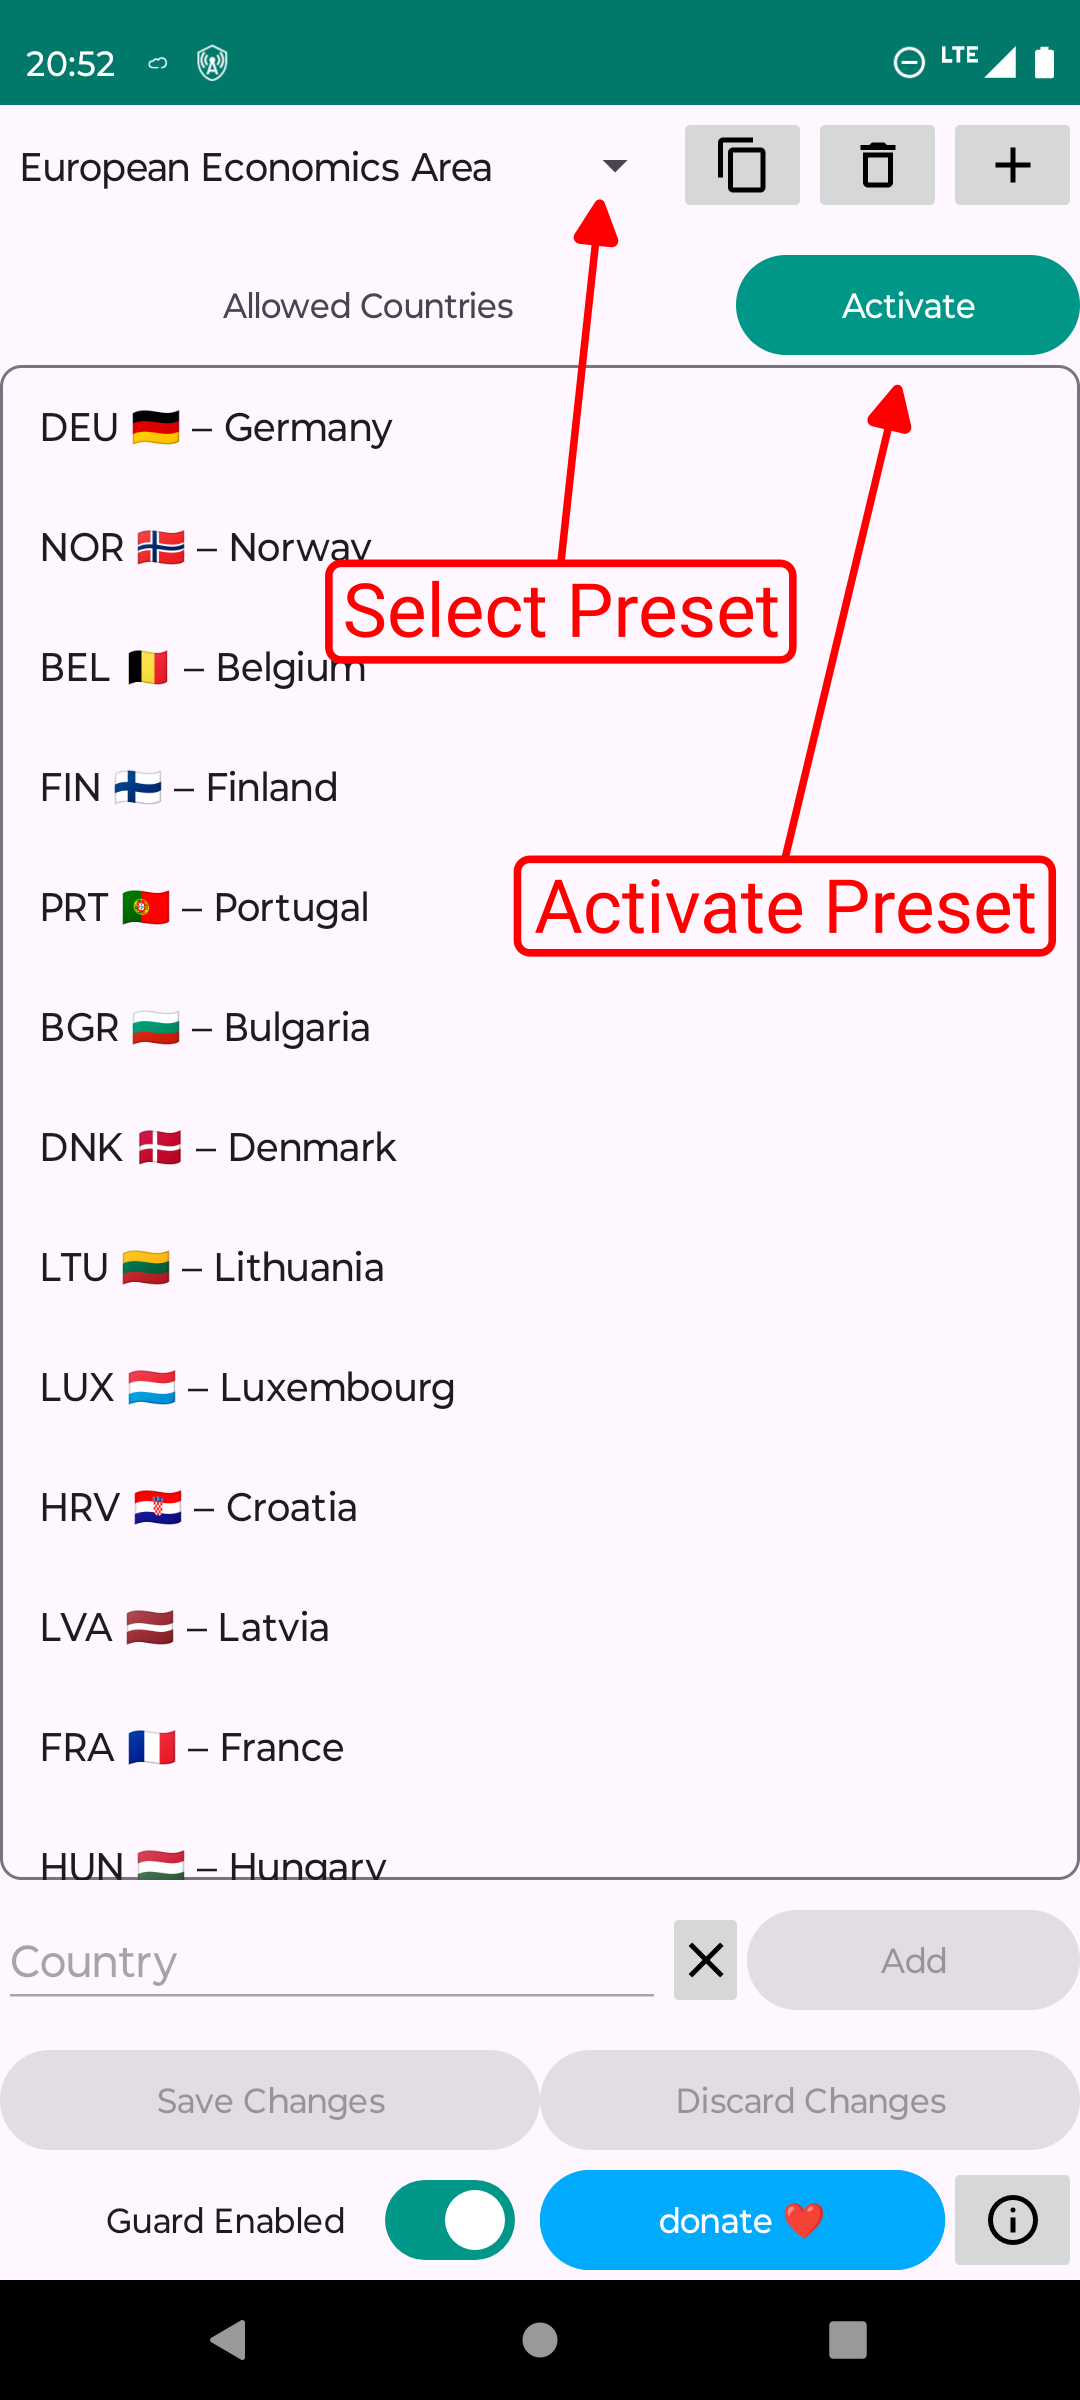 20:52
LTE
European Economics Area
Allowed Countries
Activate
DEU 🇩🇪 – Germany
NOR 🇳🇴 – Norway
Select Preset
BEL 🇧🇪 – Belgium
FIN 🇫🇮 – Finland
PRT 🇵🇹 – Portugal
Activate Preset
BGR 🇧🇬 – Bulgaria
DNK 🇩🇰 – Denmark
LTU 🇱🇹 – Lithuania
LUX 🇱🇺 – Luxembourg
HRV 🇭🇷 – Croatia
LVA 🇱🇻 – Latvia
FRA 🇫🇷 – France
HUN 🇭🇺 – Hungary
Country
Add
Save Changes
Discard Changes
Guard Enabled
donate ❤️